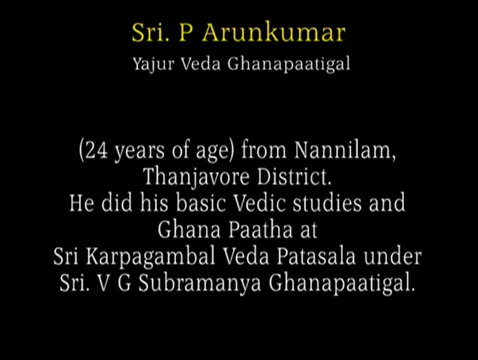 Sri. P Arunkumar
Yajur Veda Ghanapaatigal
(24 years of age) from Nannilam,
Thanjavore District.
He did his basic Vedic studies and
Ghana Paatha at
Sri Karpagambal Veda Patasala under
Sri. V G Subramanya Ghanapaatigal.